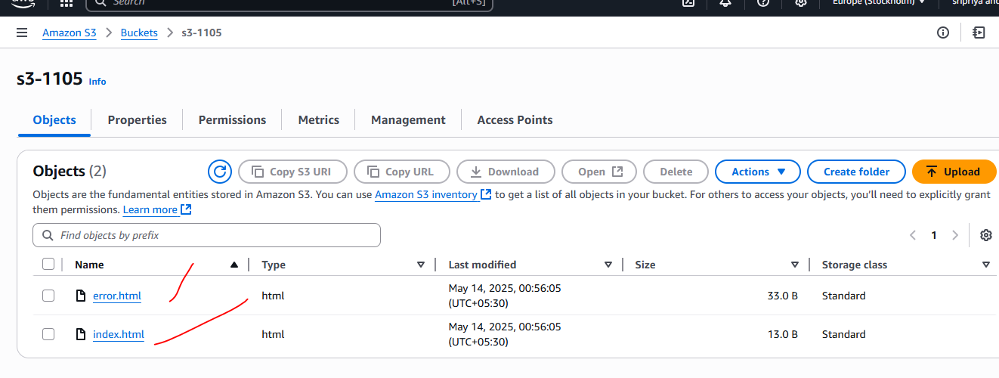 Search
[Alt+S]
Europe (Stockholm)
Amazon S3 > Buckets > s3-1105
s3-1105 Info
Objects Properties Permissions Metrics Management Access Points
Objects (2) Copy S3 URI Copy URL Download Open Delete Actions Create folder Upload
Objects are the fundamental entities stored in Amazon S3. You can use Amazon S3 inventory to get a list of all objects in your bucket. For others to access your objects, you’ll need to explicitly grant
them permissions. Learn more
Find objects by prefix
1
Name Type Last modified Size Storage class
error.html html May 14, 2025, 00:56:05 (UTC+05:30) 33.0 B Standard
index.html html May 14, 2025, 00:56:05 (UTC+05:30) 13.0 B Standard